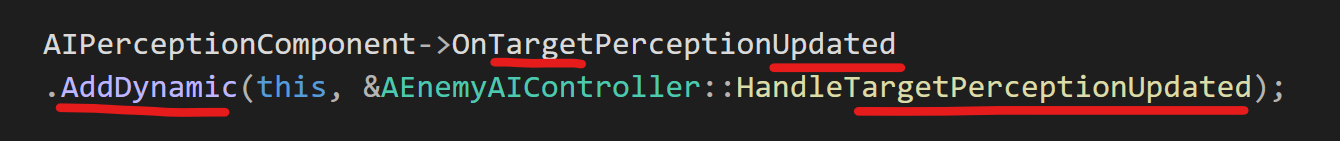 AIPerceptionComponent->OnTargetPerceptionUpdated
.AddDynamic(this, &AEnemyAIController::HandleTargetPerceptionUpdated);